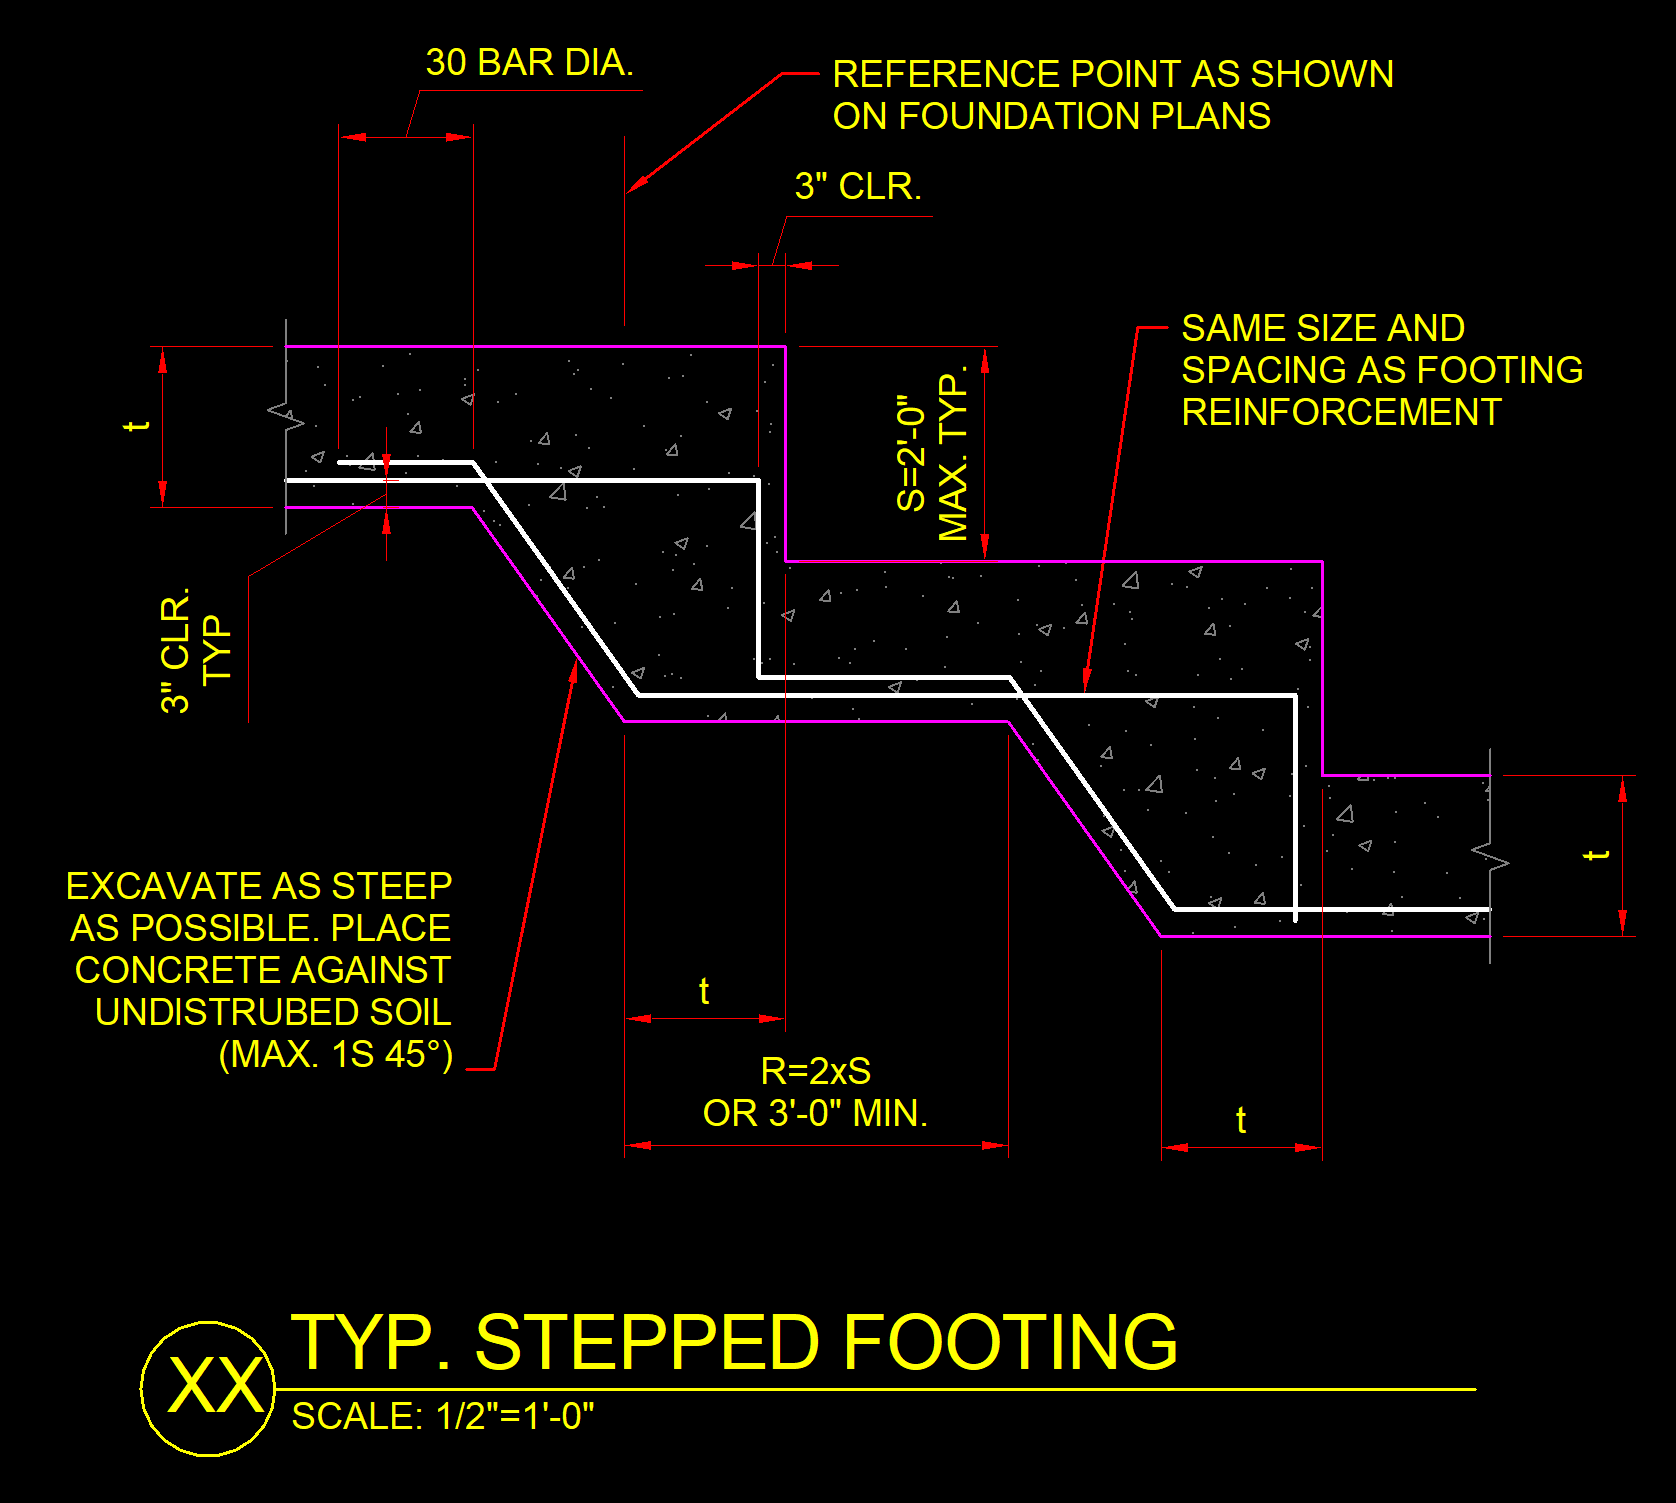 30 BAR DIA.
REFERENCE POINT AS SHOWN
ON FOUNDATION PLANS
3" CLR.
SAME SIZE AND
SPACING AS FOOTING
REINFORCEMENT
S=2'-0"
MAX. TYP.
t
3" CLR.
TYP
t
EXCAVATE AS STEEP
AS POSSIBLE. PLACE
CONCRETE AGAINST
UNDISTRUBED SOIL
(MAX. 1S 45°)
t
R=2xS
OR 3'-0" MIN.
t
XX
TYP. STEPPED FOOTING
SCALE: 1/2"=1'-0"